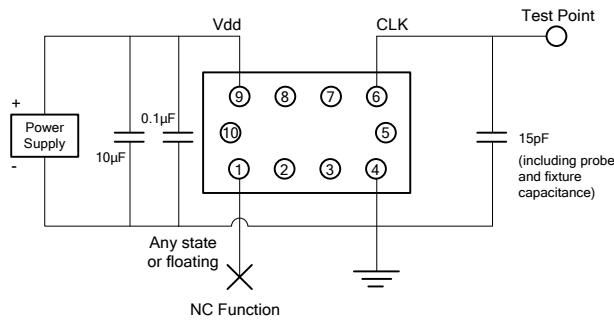 Test Point
Vdd
CLK
9
8
7
6
+
Power
Supply
-
10µF
0.1µF
10
5
15pF
(including probe
and fixture
capacitance)
1
2
3
4
Any state
or floating
NC Function